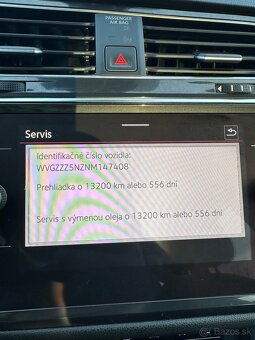 PASSENGER
AIR BAG
Servis
Identifikačné číslo vozidla:
WVGZZZ5NZNM147408
Prehliadka o 13200 km alebo 556 dní
Servis s výmenou oleja o 13200 km alebo 556 dní
Bazoš.sk